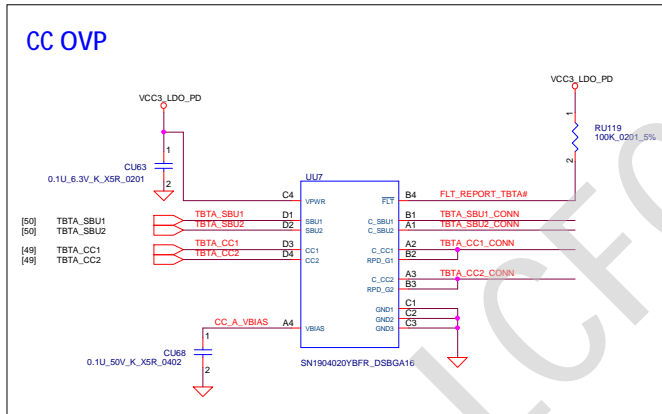 CC OVP
VCC3_LDO_PD
VCC3_LDO_PD
1
RU119
100K_0201_5%
2
1
CU63
0.1U_6.3V_K_X5R_0201
2
UU7
C4 VPWR
FLT B4 FLT_REPORT_TBTA#
[50] TBTA_SBU1 TBTA_SBU1 D1 SBU1
C_SBU1 B1 TBTA_SBU1_CONN
[50] TBTA_SBU2 TBTA_SBU2 D2 SBU2
C_SBU2 A1 TBTA_SBU2_CONN
[49] TBTA_CC1 TBTA_CC1 D3 CC1
C_CC1 A2 TBTA_CC1_CONN
[49] TBTA_CC2 TBTA_CC2 D4 CC2
RPD_G1 B2
C_CC2 A3 TBTA_CC2_CONN
RPD_G2 B3
GND1 C1
GND2 C2
GND3 C3
CC_A_VBIAS A4 VBIAS
1
CU68
0.1U_50V_K_X5R_0402
2
SN1904020YBFR_DSBGA16
LCFC